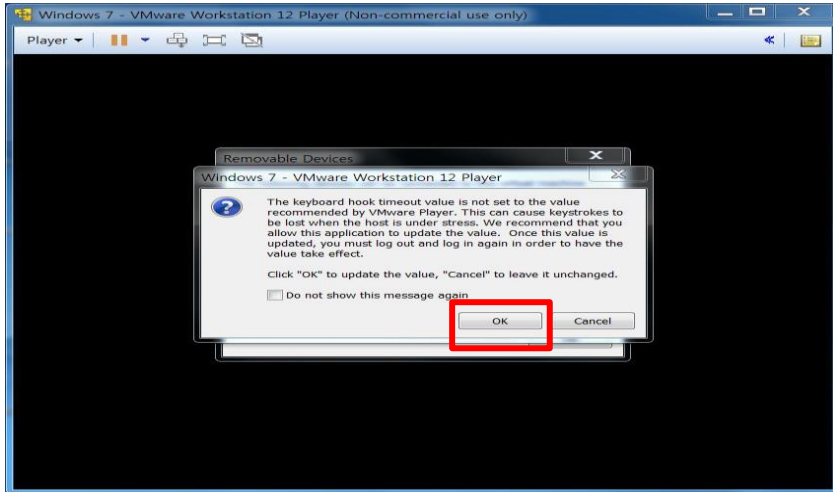 Windows 7 - VMware Workstation 12 Player (Non-commercial use only)
Player
Removable Devices
Windows 7 - VMware Workstation 12 Player
The keyboard hook timeout value is not set to the value
recommended by VMware Player. This can cause keystrokes to
be lost when the host is under stress. We recommend that you
allow this application to update the value. Once this value is
updated, you must log out and log in again in order to have the
value take effect.
Click "OK" to update the value, "Cancel" to leave it unchanged.
Do not show this message again
OK Cancel